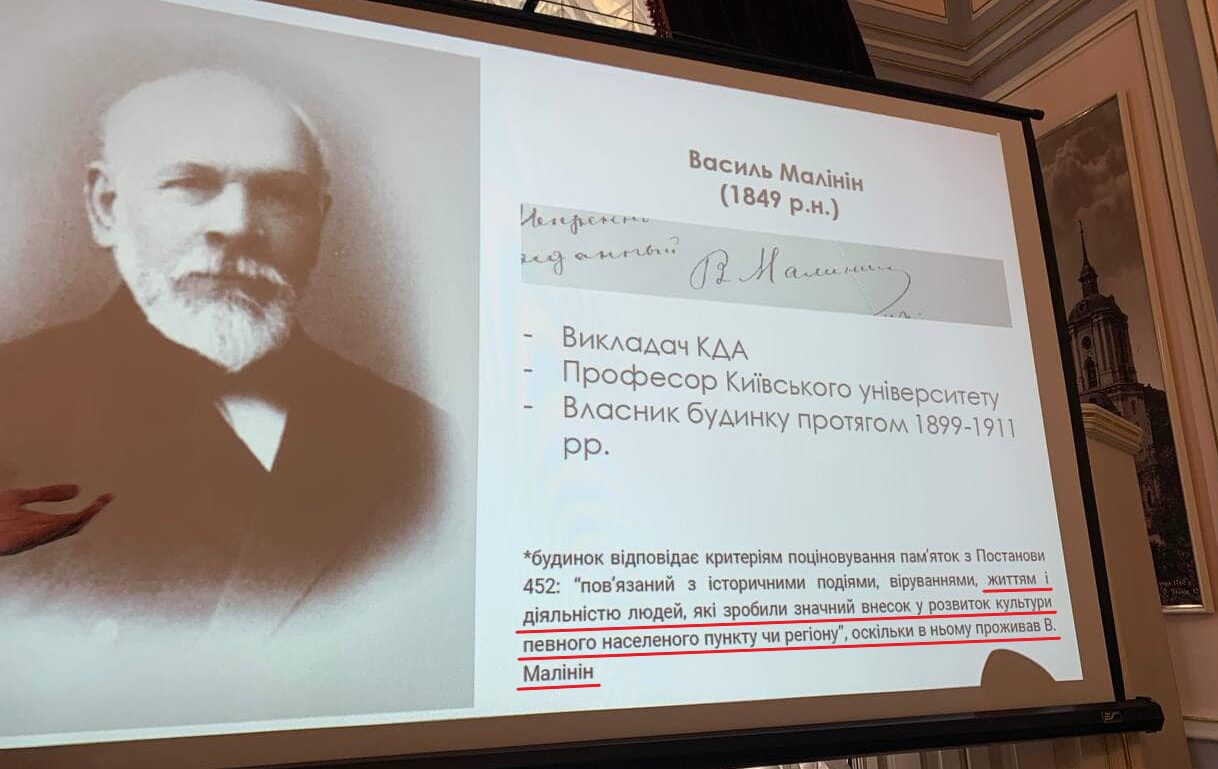 Василь Малінін
(1849 р.н.)
В Малинин
- Викладач КДА
- Професор Київського університету
- Власник будинку протягом 1899-1911
рр.
*будинок відповідає критеріям поціновування пам'яток з Постанови
452: "пов'язаний з історичними подіями, віруваннями, життям і
діяльністю людей, які зробили значний внесок у розвиток культури
певного населеного пункту чи регіону", оскільки в ньому проживав В.
Малінін